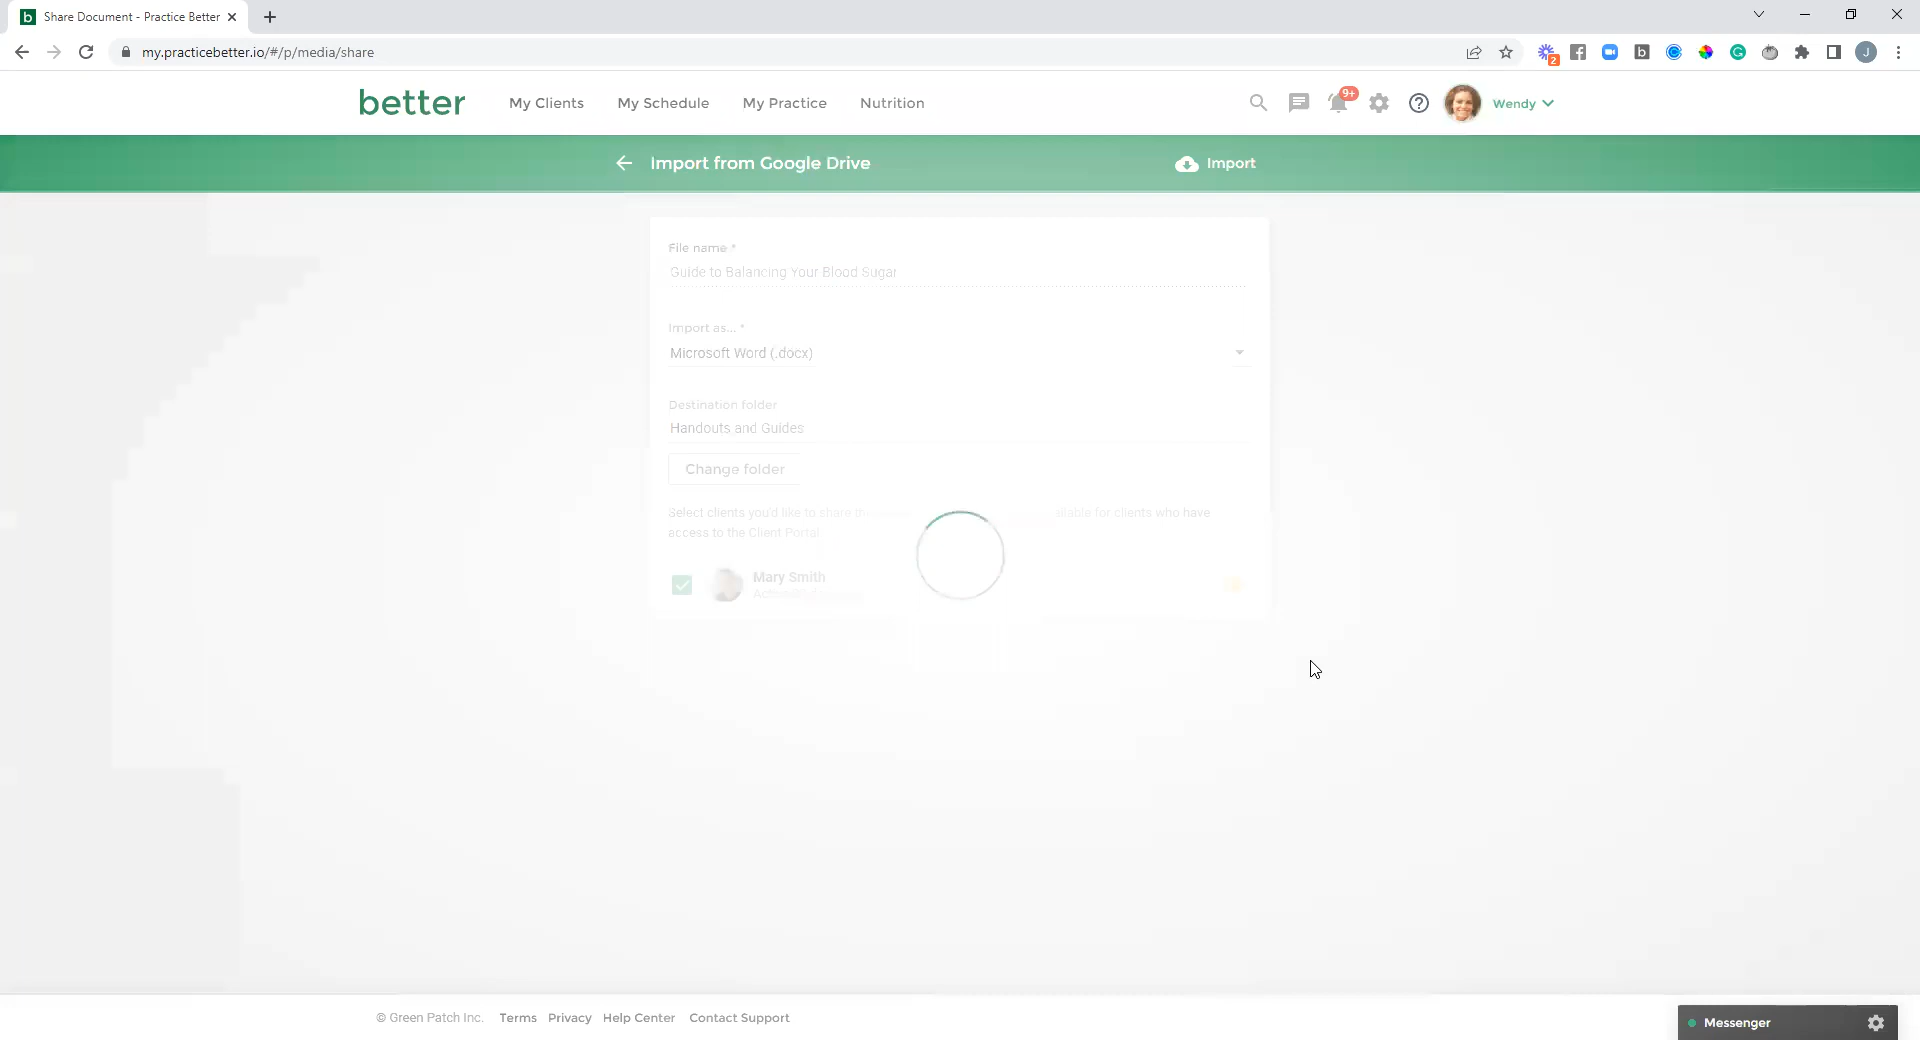 Share Document - Practice Better
my.practicebetter.io/#/p/media/share
2
J
better
My Clients
My Schedule
My Practice
Nutrition
9+
Wendy
Import from Google Drive
Import
File name *
Guide to Balancing Your Blood Sugar
Import as... *
Microsoft Word (.docx)
Destination folder
Handouts and Guides
Change folder
Select clients you'd like to share for clients who have
access to the Client Portal
Mary Smith
© Green Patch Inc.
Terms
Privacy
Help Center
Contact Support
Messenger